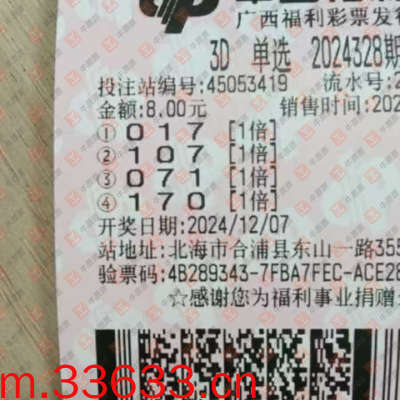 广西福利彩票发行
3D 单选 2024328期
投注站编号:45053419 流水号:2
金额:8.00元 销售时间:202
① 0 1 7 [1倍]
② 1 0 7 [1倍]
③ 0 7 1 [1倍]
④ 1 7 0 [1倍]
开奖日期:2024/12/07
站地址:北海市合浦县东山一路355
验票码:4B289343-7FBA7FEC-ACE28
☆感谢您为福利事业捐赠
m.33633.cn